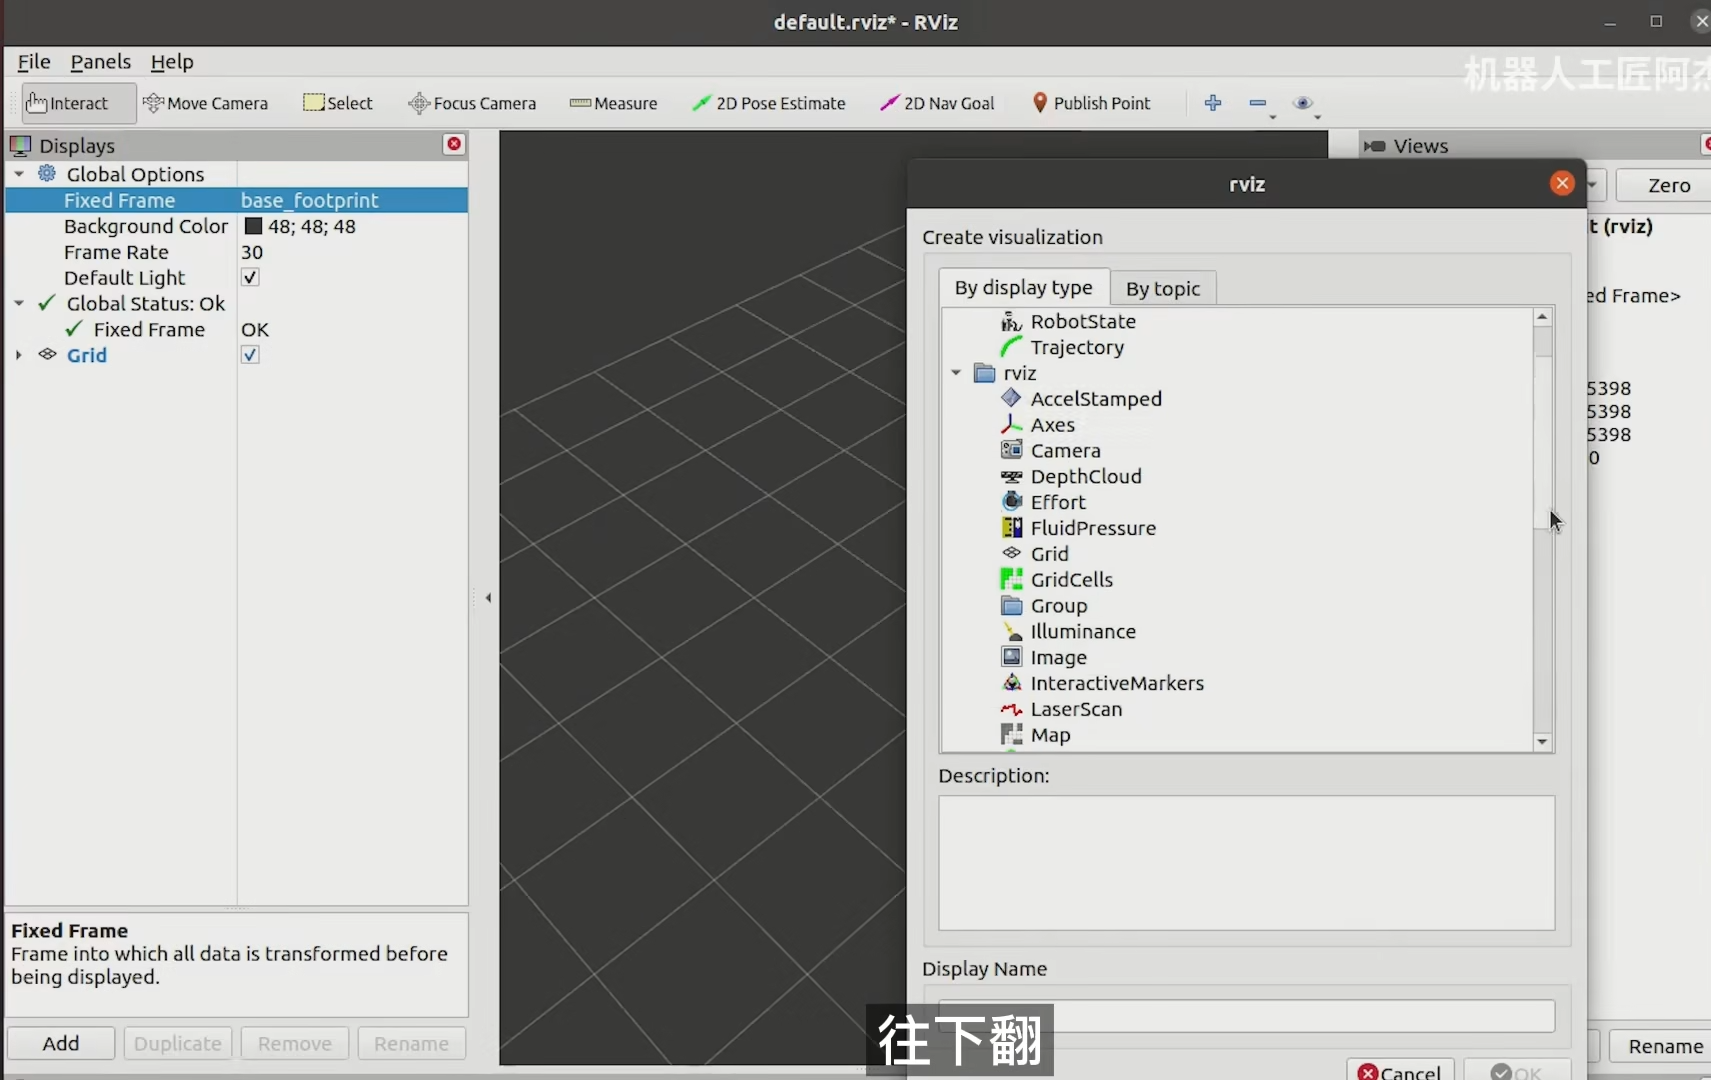 default.rviz* - RViz
File Panels Help
机器人工匠阿杰
Interact Move Camera Select Focus Camera Measure 2D Pose Estimate 2D Nav Goal Publish Point
Displays
Views
Global Options
Fixed Frame base_footprint
Background Color 48; 48; 48
Frame Rate 30
Default Light
Global Status: Ok
Fixed Frame OK
Grid
rviz
Zero
t (rviz)
Create visualization
By display type By topic
ed Frame>
RobotState
Trajectory
rviz
AccelStamped
Axes
Camera
DepthCloud
Effort
FluidPressure
Grid
GridCells
Group
Illuminance
Image
InteractiveMarkers
LaserScan
Map
5398
5398
5398
0
Description:
Display Name
Fixed Frame
Frame into which all data is transformed before
being displayed.
Add Duplicate Remove Rename
往下翻
Rename
Cancel OK